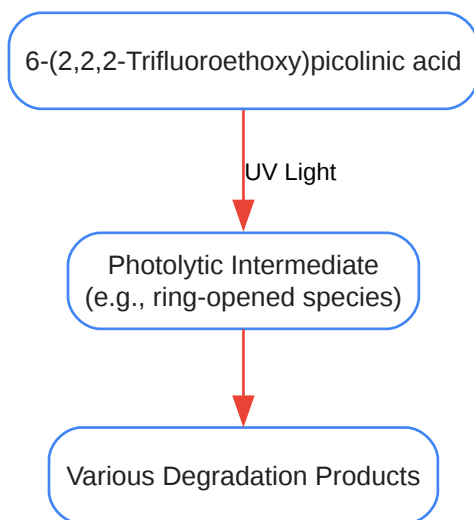 6-(2,2,2-Trifluoroethoxy)picolinic acid
UV Light
Photolytic Intermediate
(e.g., ring-opened species)
Various Degradation Products